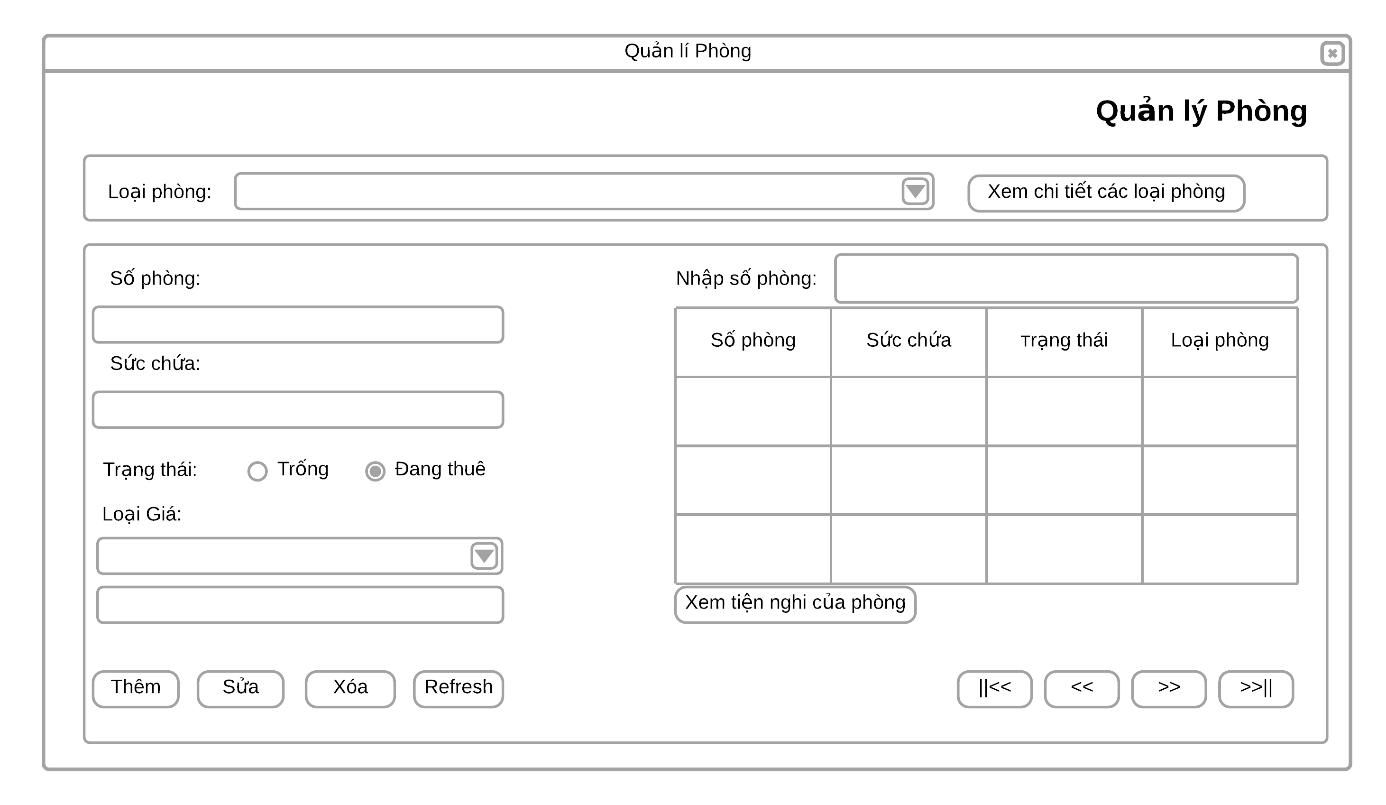 Quản lí Phòng
Quản lý Phòng
Loại phòng:
Xem chi tiết các loại phòng
Số phòng:
Sức chứa:
Trạng thái:
Trống
Đang thuê
Loại Giá:
Thêm
Sửa
Xóa
Refresh
Nhập số phòng:
Số phòng
Sức chứa
Trạng thái
Loại phòng
Xem tiện nghi của phòng
||<<
<<
>>
>>||